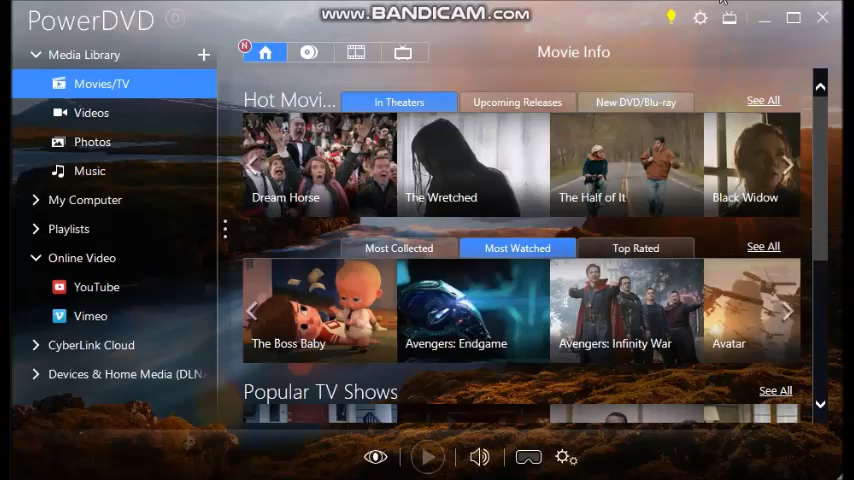 www.BANDICAM.com
PowerDVD
Media Library
Movies/TV
Videos
Photos
Music
My Computer
Playlists
Online Video
YouTube
Vimeo
CyberLink Cloud
Devices & Home Media (DLNA
N
Movie Info
Hot Movi...
In Theaters
Upcoming Releases
New DVD/Blu-ray
See All
Dream Horse
The Wretched
The Half of It
Black Widow
Most Collected
Most Watched
Top Rated
See All
The Boss Baby
Avengers: Endgame
Avengers: Infinity War
Avatar
Popular TV Shows
See All